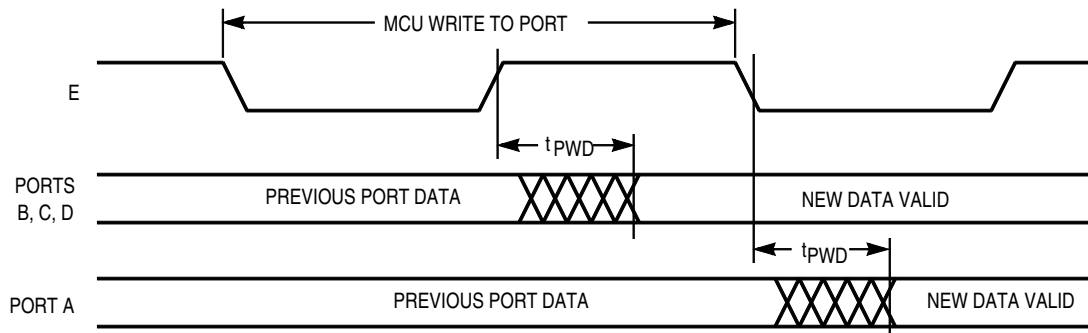 MCU WRITE TO PORT
E
t PWD
PORTS
B, C, D
PREVIOUS PORT DATA
NEW DATA VALID
tPWD
PORT A
PREVIOUS PORT DATA
NEW DATA VALID